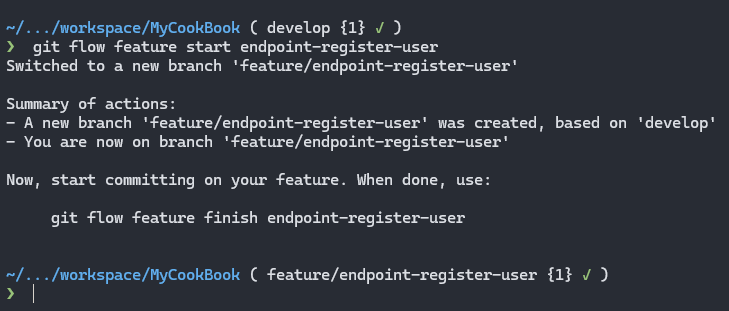 ~/.../workspace/MyCookBook ( develop {1} ✓ )
❯ git flow feature start endpoint-register-user
Switched to a new branch 'feature/endpoint-register-user'
Summary of actions:
- A new branch 'feature/endpoint-register-user' was created, based on 'develop'
- You are now on branch 'feature/endpoint-register-user'
Now, start committing on your feature. When done, use:
git flow feature finish endpoint-register-user
~/.../workspace/MyCookBook ( feature/endpoint-register-user {1} ✓ )
❯